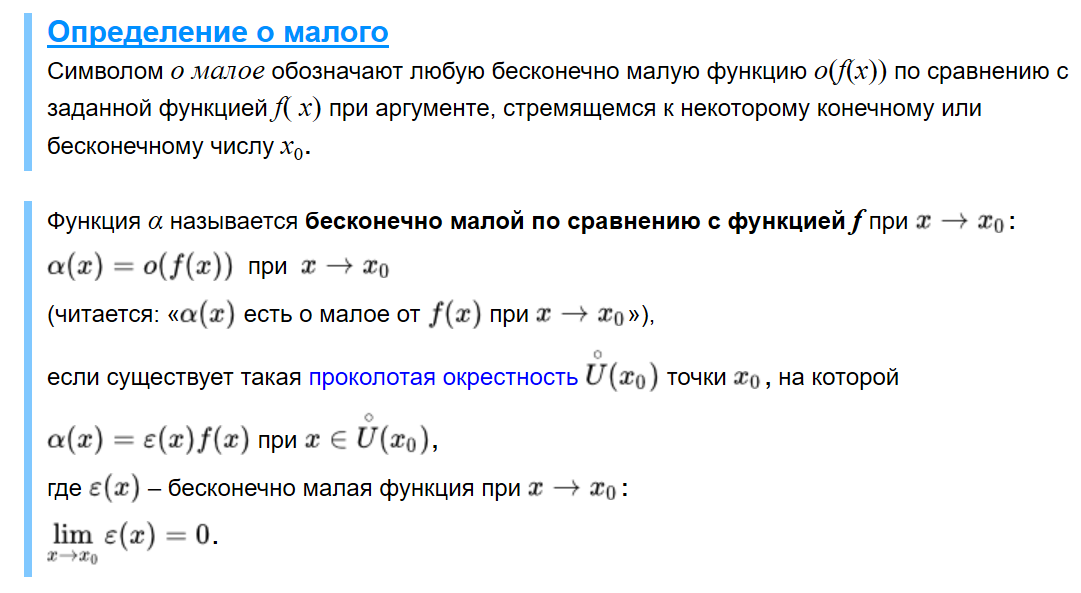 Определение о малого
Символом о малое обозначают любую бесконечно малую функцию o(f(x)) по сравнению с
заданной функцией f( x) при аргументе, стремящемся к некоторому конечному или
бесконечному числу x₀.
Функция α называется бесконечно малой по сравнению с функцией f при x → x₀ :
α(x) = o(f(x)) при x → x₀
(читается: «α(x) есть о малое от f(x) при x → x₀»),
если существует такая проколотая окрестность Ů(x₀) точки x₀ , на которой
α(x) = ε(x)f(x) при x ∈ Ů(x₀),
где ε(x) – бесконечно малая функция при x → x₀ :
lim ε(x) = 0.
x→x₀